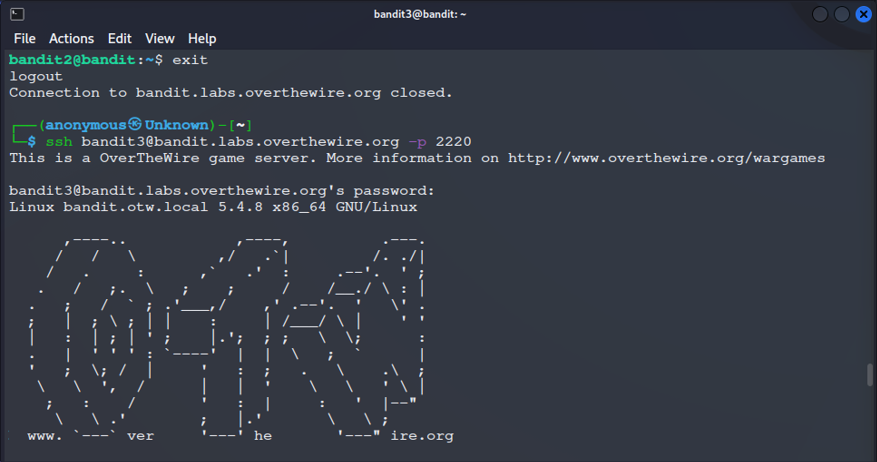 bandit3@bandit: ~
File Actions Edit View Help
bandit2@bandit:~$ exit
logout
Connection to bandit.labs.overthewire.org closed.
┌──(anonymous㉿Unknown)-[~]
└─$ ssh bandit3@bandit.labs.overthewire.org -p 2220
This is a OverTheWire game server. More information on http://www.overthewire.org/wargames
bandit3@bandit.labs.overthewire.org's password:
Linux bandit.otw.local 5.4.8 x86_64 GNU/Linux
www. `---` ver '---' he '---" ire.org